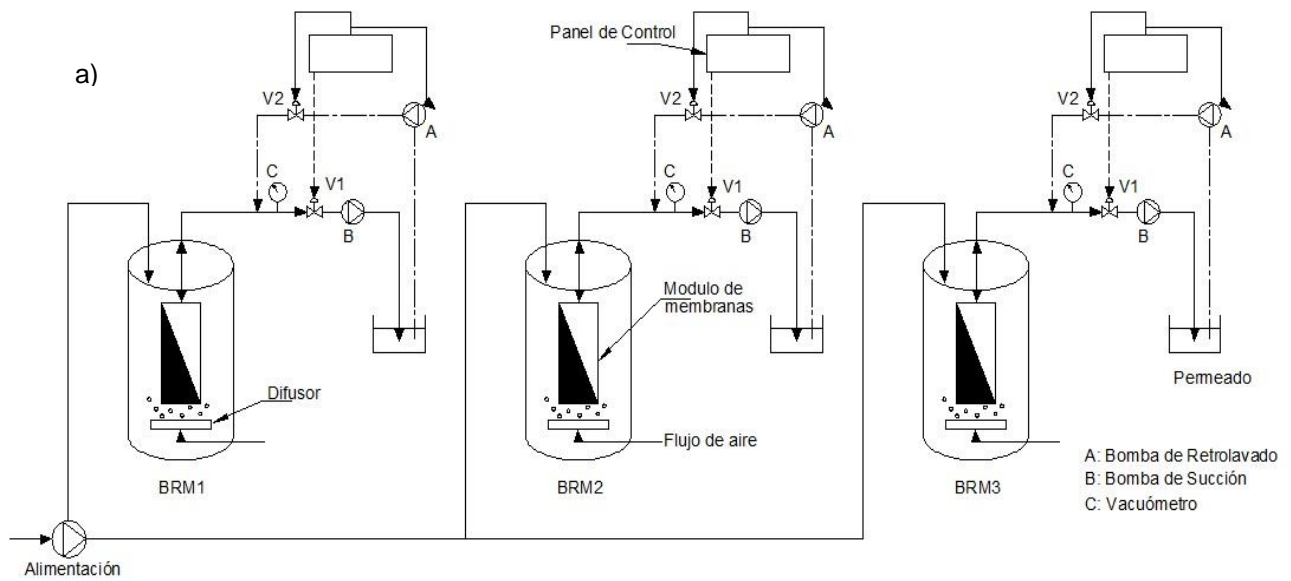 a)
Panel de Control
V2
A
C
V1
B
V2
A
C
V1
B
V2
A
C
V1
B
Modulo de
membranas
Difusor
Flujo de aire
Permeado
BRM1
BRM2
BRM3
A: Bomba de Retrolavado
B: Bomba de Succión
C: Vacuómetro
Alimentación